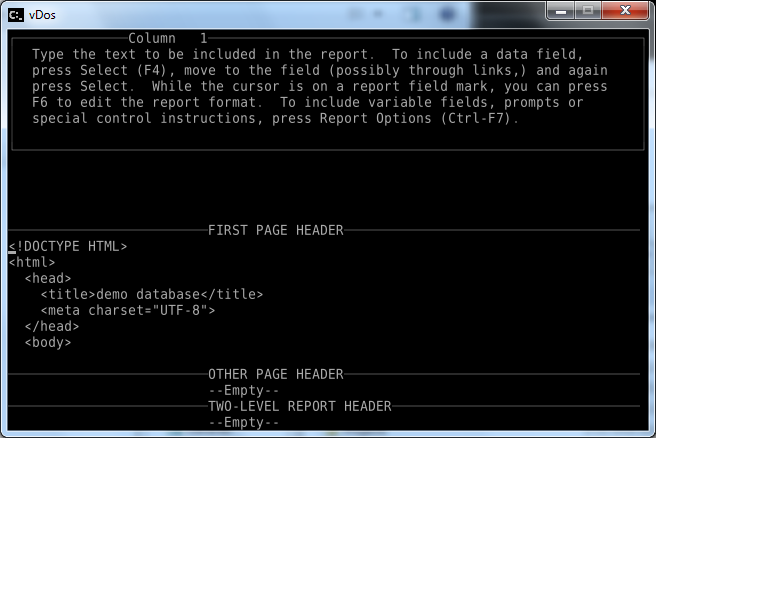 vDos
Column 1
Type the text to be included in the report. To include a data field,
press Select (F4), move to the field (possibly through links,) and again
press Select. While the cursor is on a report field mark, you can press
F6 to edit the report format. To include variable fields, prompts or
special control instructions, press Report Options (Ctrl-F7).
FIRST PAGE HEADER
<!DOCTYPE HTML>
<html>
<head>
<title>demo database</title>
<meta charset="UTF-8">
</head>
<body>
OTHER PAGE HEADER
--Empty--
TWO-LEVEL REPORT HEADER
--Empty--